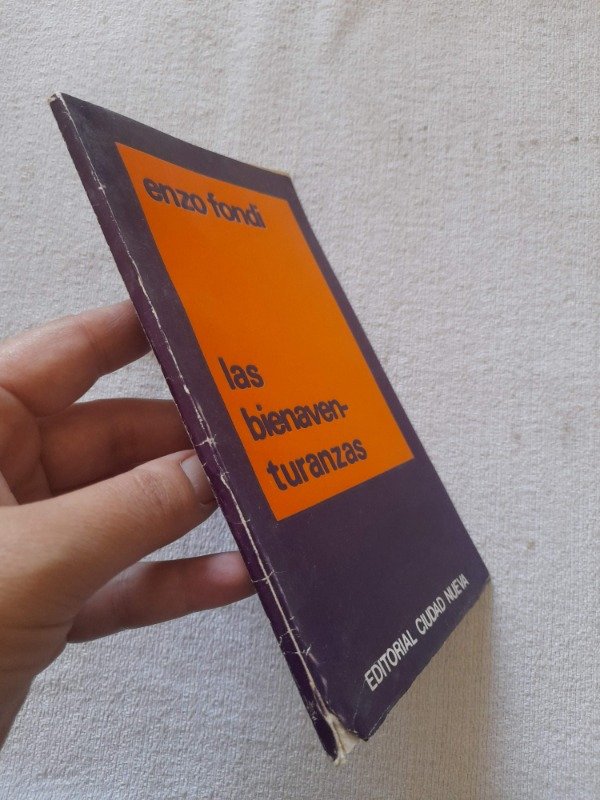 enzo fondi
las
bienaven-
turanzas
EDITORIAL CIUDAD NUEVA